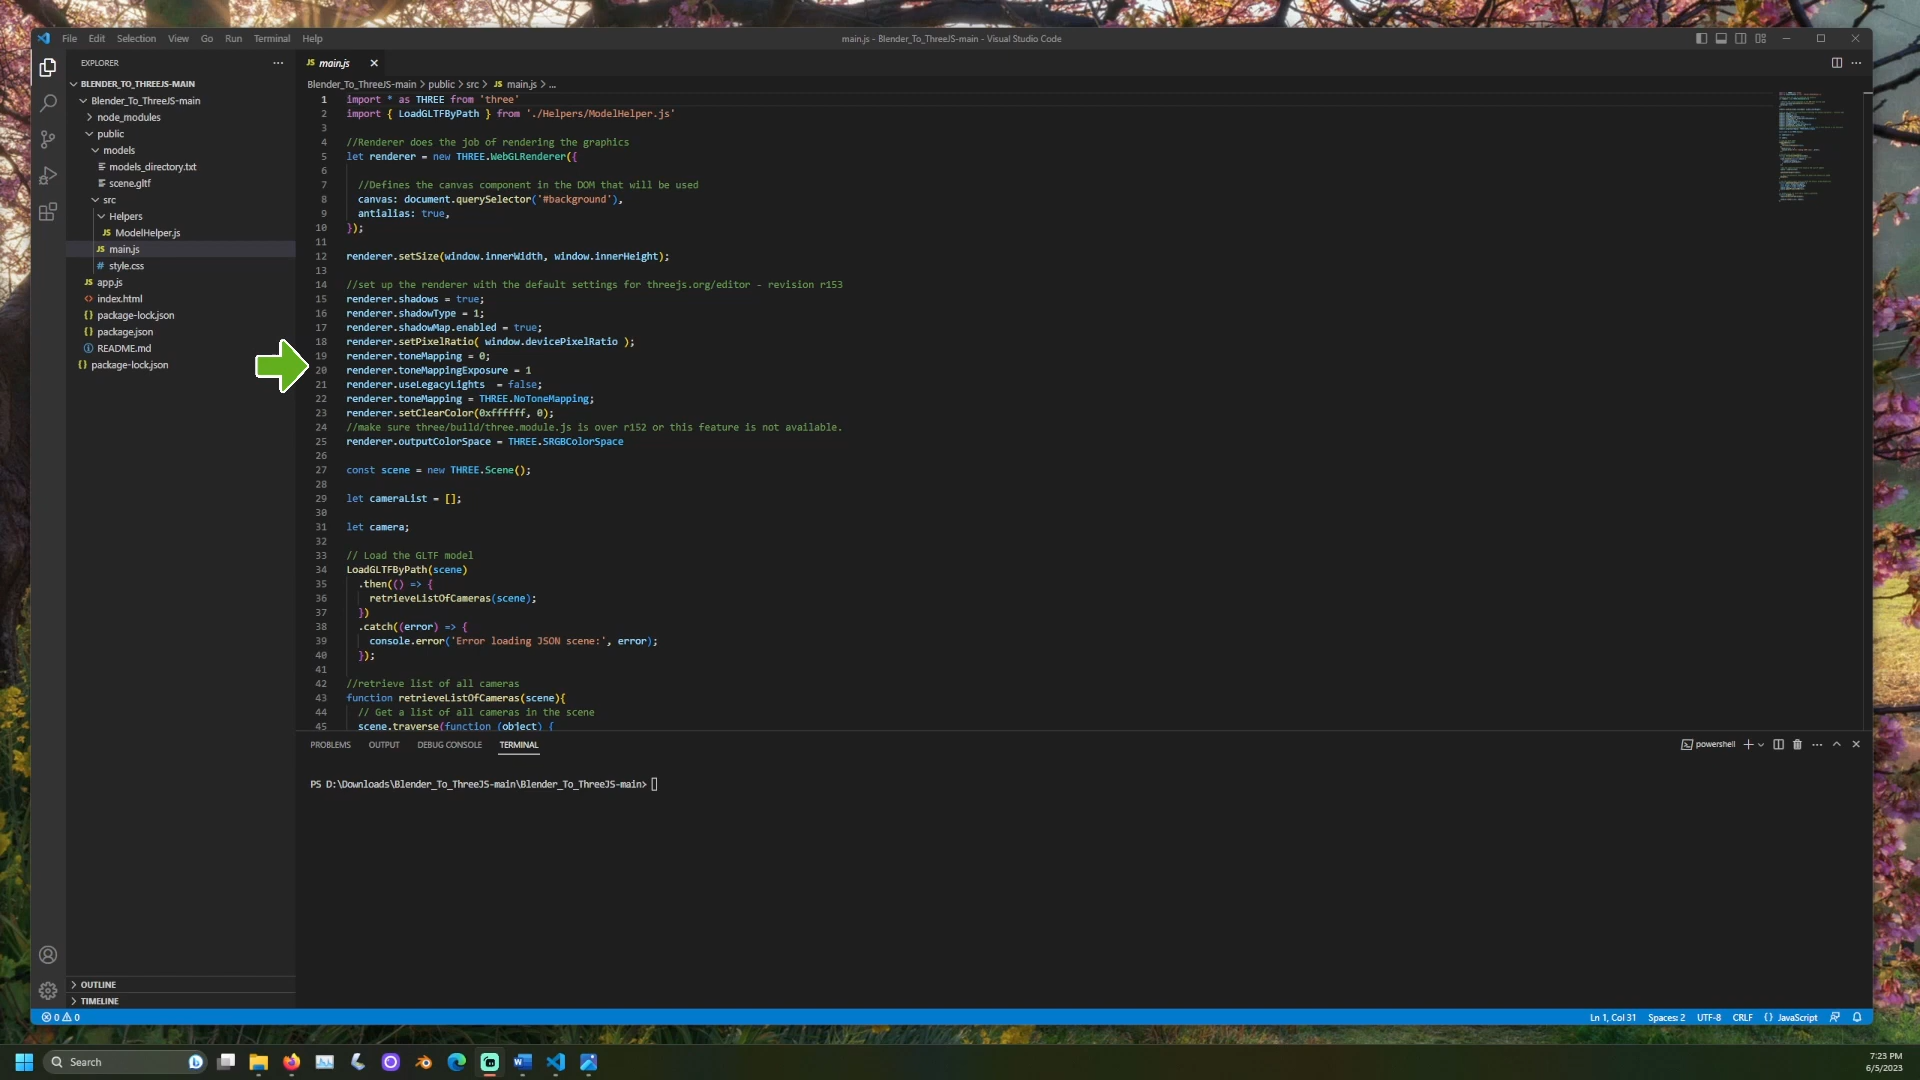 File Edit Selection View Go Run Terminal Help
main.js - Blender_To_ThreeJS-main - Visual Studio Code
EXPLORER
BLENDER_TO_THREEJS-MAIN
Blender_To_ThreeJS-main
node_modules
public
models
models_directory.txt
scene.gltf
src
Helpers
JS ModelHelper.js
JS main.js
# style.css
JS app.js
<> index.html
{} package-lock.json
{} package.json
README.md
{} package-lock.json
OUTLINE
TIMELINE
JS main.js
Blender_To_ThreeJS-main > public > src > JS main.js > ...
1 import * as THREE from 'three'
2 import { LoadGLTFByPath } from './Helpers/ModelHelper.js'
3
4 //Renderer does the job of rendering the graphics
5 let renderer = new THREE.WebGLRenderer({
6
7 //Defines the canvas component in the DOM that will be used
8 canvas: document.querySelector('#background'),
9 antialias: true,
10 });
11
12 renderer.setSize(window.innerWidth, window.innerHeight);
13
14 //set up the renderer with the default settings for threejs.org/editor - revision r153
15 renderer.shadows = true;
16 renderer.shadowType = 1;
17 renderer.shadowMap.enabled = true;
18 renderer.setPixelRatio( window.devicePixelRatio );
19 renderer.toneMapping = 0;
20 renderer.toneMappingExposure = 1
21 renderer.useLegacyLights  = false;
22 renderer.toneMapping = THREE.NoToneMapping;
23 renderer.setClearColor(0xffffff, 0);
24 //make sure three/build/three.module.js is over r152 or this feature is not available.
25 renderer.outputColorSpace = THREE.SRGBColorSpace
26
27 const scene = new THREE.Scene();
28
29 let cameraList = [];
30
31 let camera;
32
33 // Load the GLTF model
34 LoadGLTFByPath(scene)
35 .then(() => {
36 retrieveListOfCameras(scene);
37 })
38 .catch((error) => {
39 console.error('Error loading JSON scene:', error);
40 });
41
42 //retrieve list of all cameras
43 function retrieveListOfCameras(scene){
44 // Get a list of all cameras in the scene
45 scene.traverse(function (object) {
PROBLEMS OUTPUT DEBUG CONSOLE TERMINAL
powershell
PS D:\Downloads\Blender_To_ThreeJS-main\Blender_To_ThreeJS-main>
0 0
Ln 1, Col 31 Spaces: 2 UTF-8 CRLF {} JavaScript
Search
7:23 PM
6/5/2023